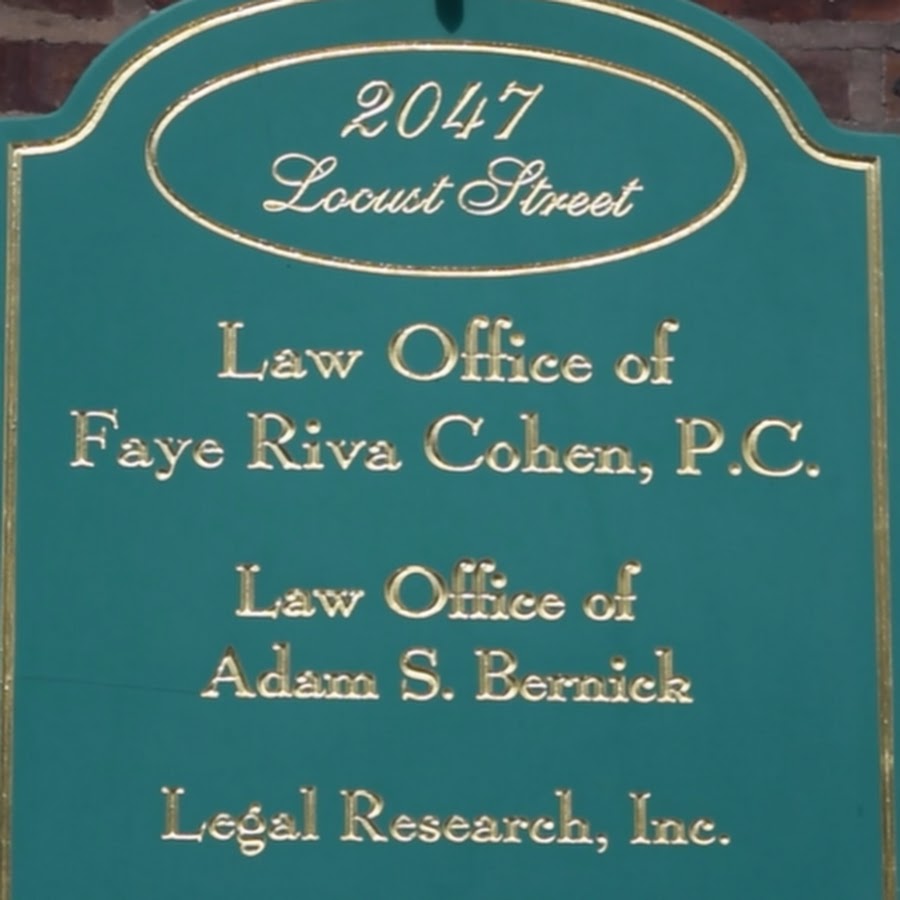 2047
Locust Street
Law Office of
Faye Riva Cohen, P.C.
Law Office of
Adam S. Bernick
Legal Research, Inc.